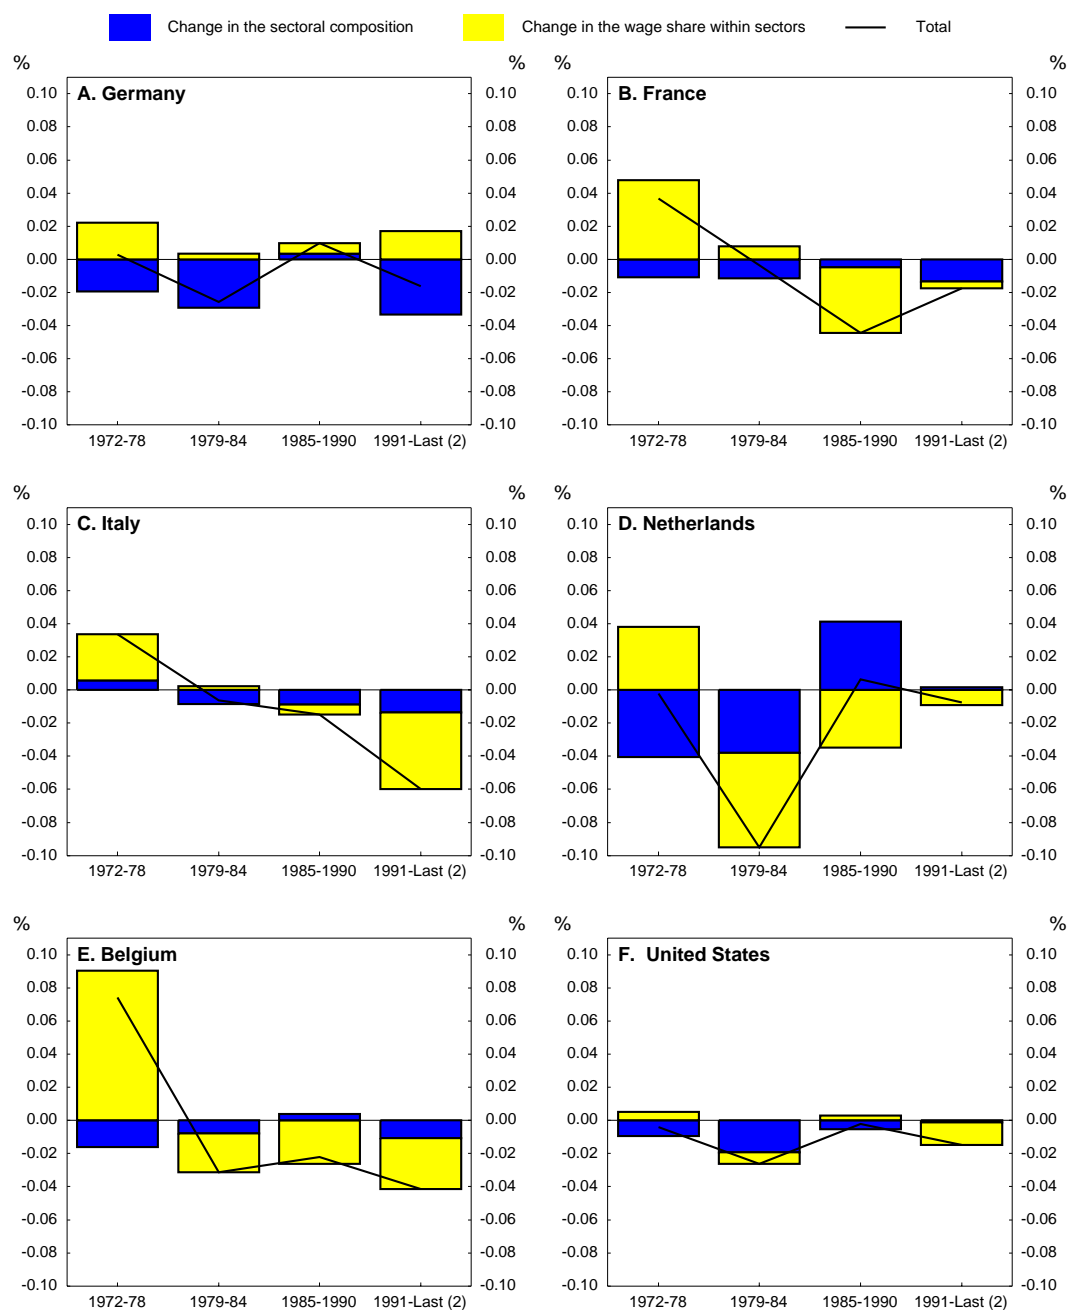 Change in the sectoral composition Change in the wage share within sectors Total
% % % %
A. Germany B. France
0.10 0.10 0.10 0.10
0.08 0.08 0.08 0.08
0.06 0.06 0.06 0.06
0.04 0.04 0.04 0.04
0.02 0.02 0.02 0.02
0.00 0.00 0.00 0.00
-0.02 -0.02 -0.02 -0.02
-0.04 -0.04 -0.04 -0.04
-0.06 -0.06 -0.06 -0.06
-0.08 -0.08 -0.08 -0.08
-0.10 -0.10 -0.10 -0.10
1972-78 1979-84 1985-1990 1991-Last (2) 1972-78 1979-84 1985-1990 1991-Last (2)
% % % %
C. Italy D. Netherlands
0.10 0.10 0.10 0.10
0.08 0.08 0.08 0.08
0.06 0.06 0.06 0.06
0.04 0.04 0.04 0.04
0.02 0.02 0.02 0.02
0.00 0.00 0.00 0.00
-0.02 -0.02 -0.02 -0.02
-0.04 -0.04 -0.04 -0.04
-0.06 -0.06 -0.06 -0.06
-0.08 -0.08 -0.08 -0.08
-0.10 -0.10 -0.10 -0.10
1972-78 1979-84 1985-1990 1991-Last (2) 1972-78 1979-84 1985-1990 1991-Last (2)
% % % %
E. Belgium F. United States
0.10 0.10 0.10 0.10
0.08 0.08 0.08 0.08
0.06 0.06 0.06 0.06
0.04 0.04 0.04 0.04
0.02 0.02 0.02 0.02
0.00 0.00 0.00 0.00
-0.02 -0.02 -0.02 -0.02
-0.04 -0.04 -0.04 -0.04
-0.06 -0.06 -0.06 -0.06
-0.08 -0.08 -0.08 -0.08
-0.10 -0.10 -0.10 -0.10
1972-78 1979-84 1985-1990 1991-Last (2) 1972-78 1979-84 1985-1990 1991-Last (2)